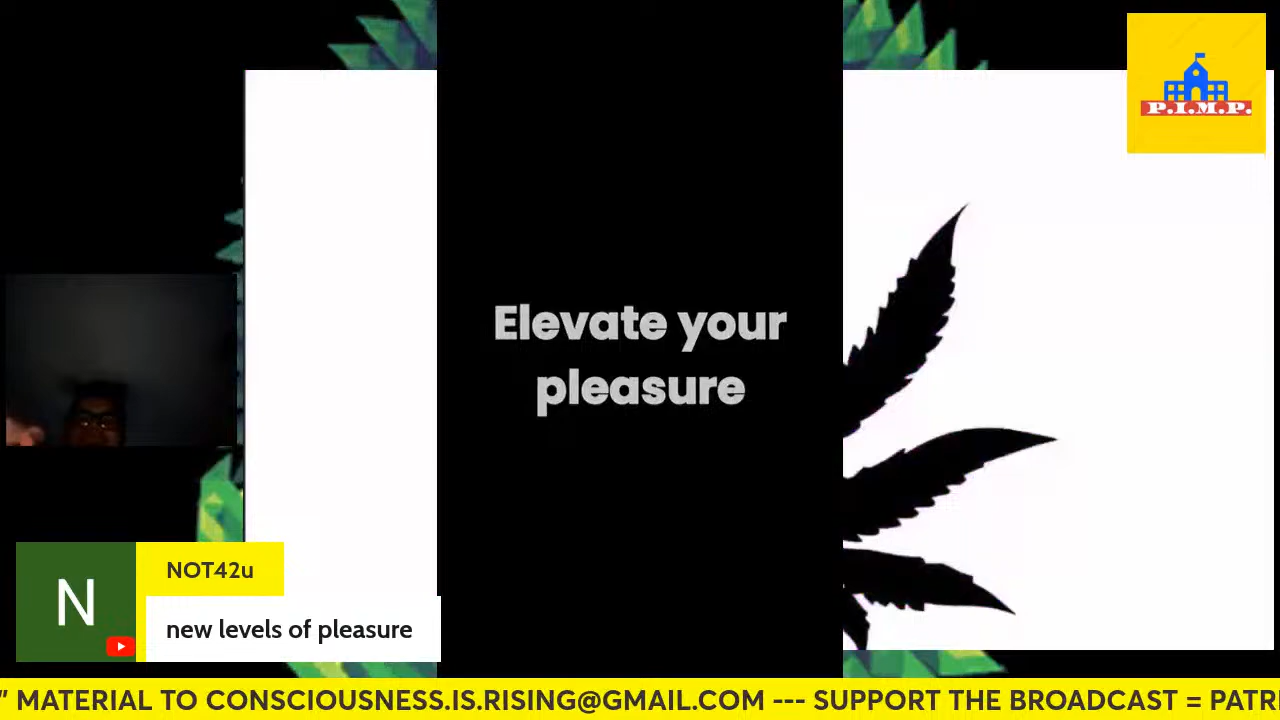 P.I.M.P.
Elevate your
pleasure
N
NOT42u
new levels of pleasure
" MATERIAL TO CONSCIOUSNESS.IS.RISING@GMAIL.COM --- SUPPORT THE BROADCAST = PATR